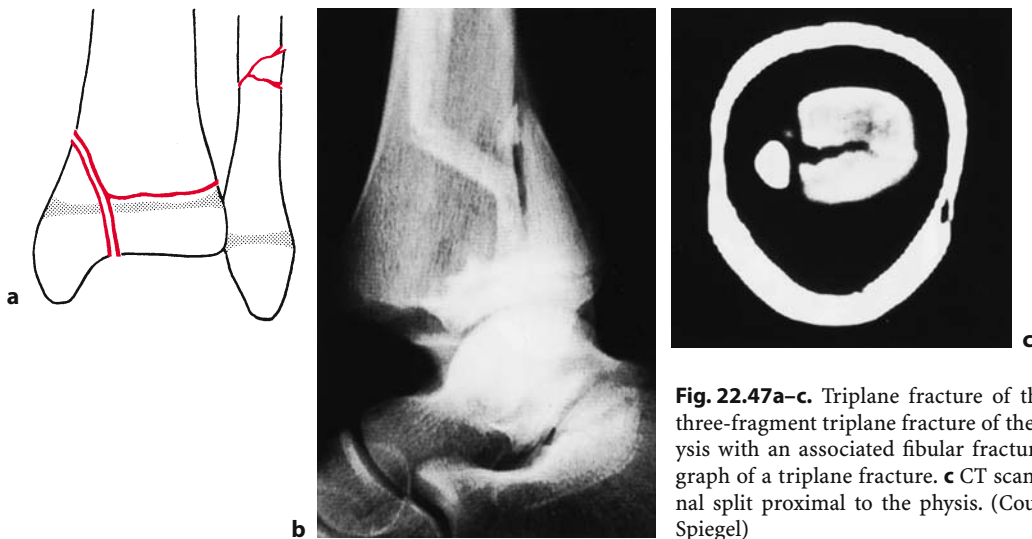 a
b
c
Fig. 22.47a–c. Triplane fracture of
three-fragment triplane fracture of the
ysis with an associated fibular fractur
graph of a triplane fracture. c CT scan
nal split proximal to the physis. (Cou
Spiegel)